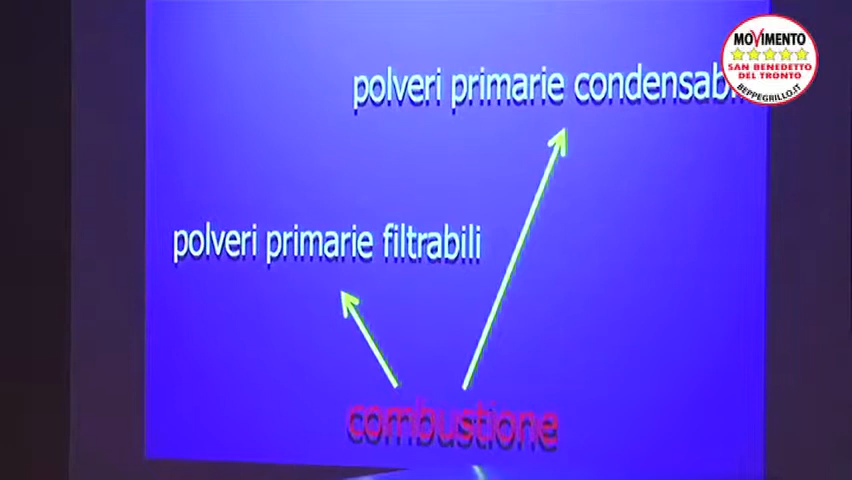 MOVIMENTO
SAN BENEDETTO
DEL TRONTO
BEPPEGRILLO.IT
polveri primarie
polveri primarie filtrabili
combustione